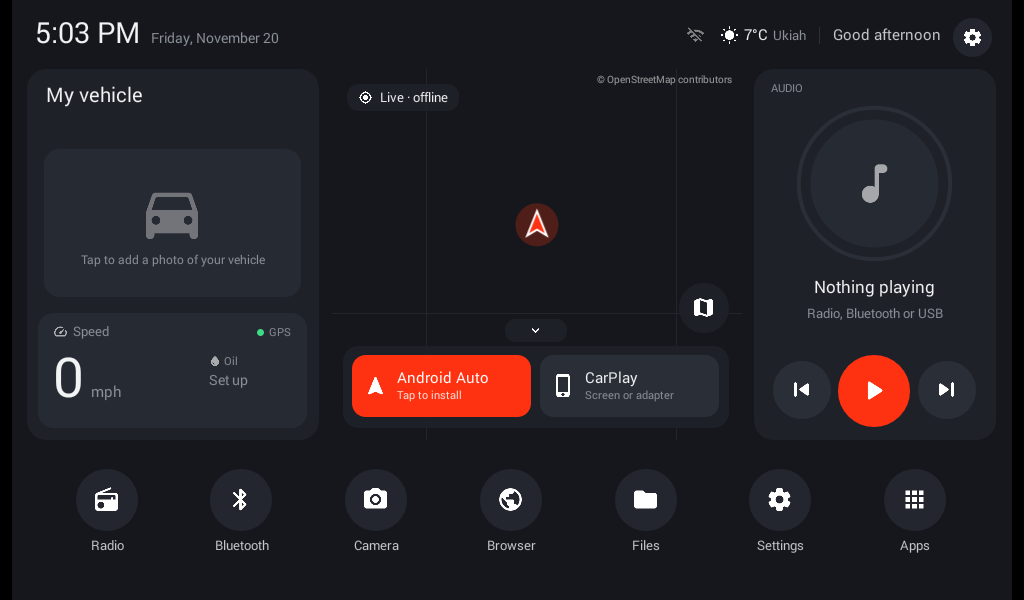 5:03 PM Friday, November 20
7°C Ukiah
Good afternoon
My vehicle
Tap to add a photo of your vehicle
Speed
GPS
0 mph
Oil
Set up
Live · offline
© OpenStreetMap contributors
Android Auto
Tap to install
CarPlay
Screen or adapter
AUDIO
Nothing playing
Radio, Bluetooth or USB
Radio
Bluetooth
Camera
Browser
Files
Settings
Apps